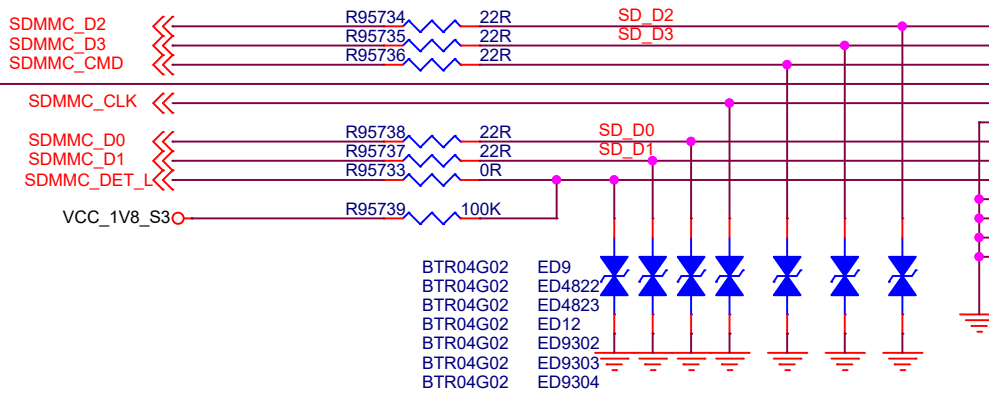 SDMMC_D2 R95734 22R SD_D2
SDMMC_D3 R95735 22R SD_D3
SDMMC_CMD R95736 22R
SDMMC_CLK
SDMMC_D0 R95738 22R SD_D0
SDMMC_D1 R95737 22R SD_D1
SDMMC_DET_L R95733 0R
VCC_1V8_S3 R95739 100K
BTR04G02 ED9
BTR04G02 ED4822
BTR04G02 ED4823
BTR04G02 ED12
BTR04G02 ED9302
BTR04G02 ED9303
BTR04G02 ED9304